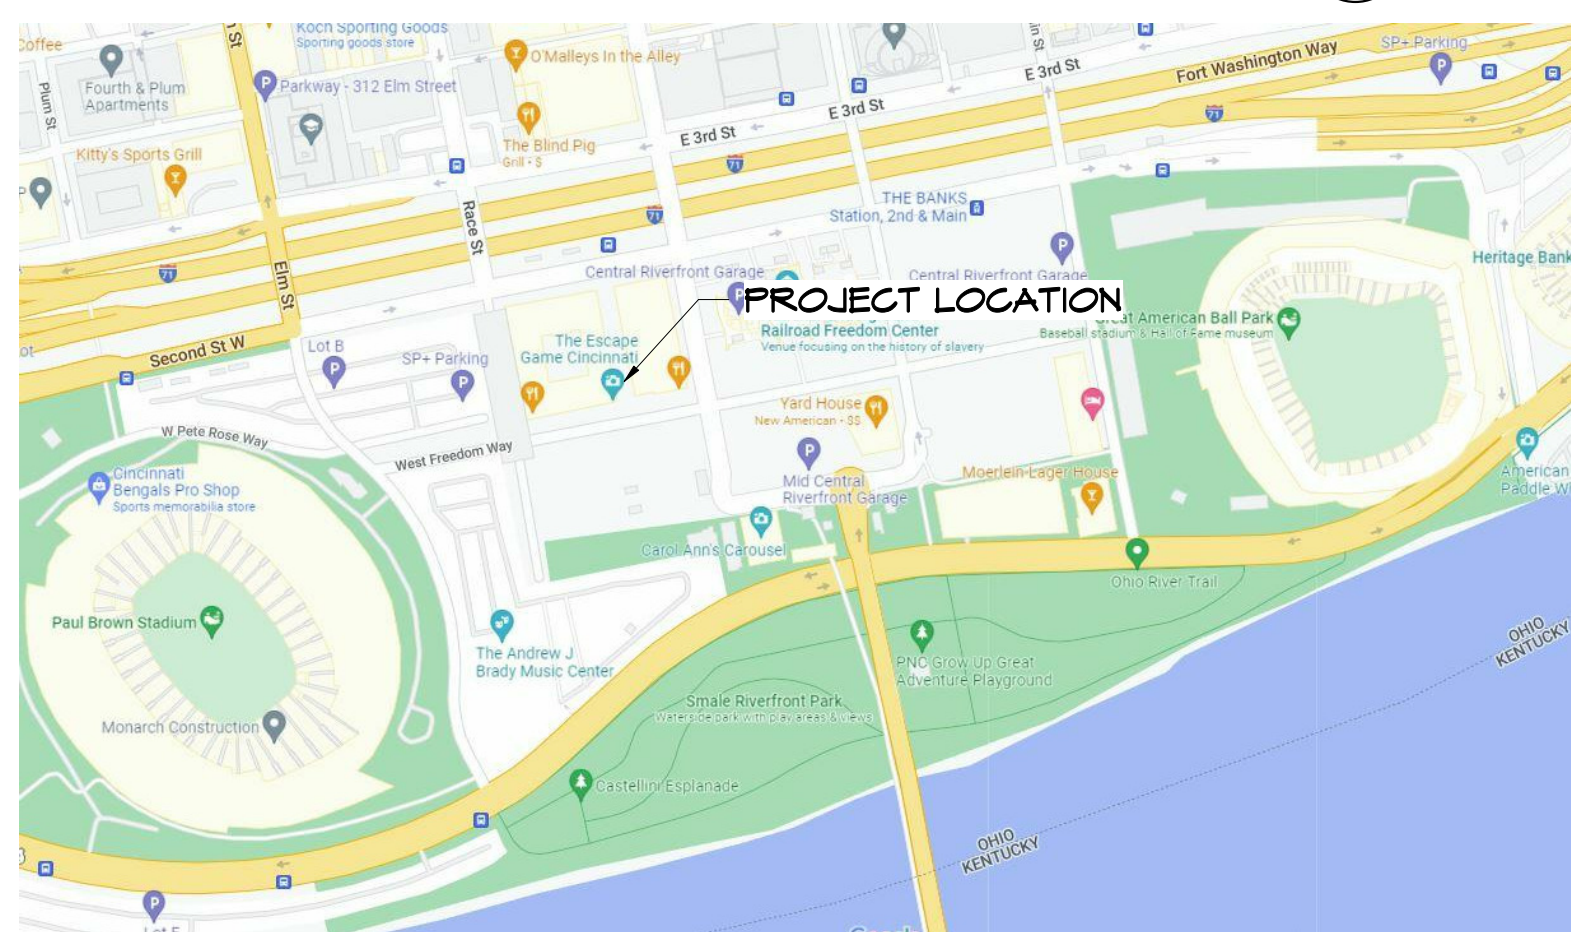 Koch Sporting Goods
Sporting goods store
Coffee
O'Malleys In the Alley
SP+ Parking
Fort Washington Way
E 3rd St
Fourth & Plum
Apartments
Parkway - 312 Elm Street
Plum St
E 3rd St
E 3rd St
71
The Blind Pig
Grill - $
Kitty's Sports Grill
71
THE BANKS
Station, 2nd & Main
Race St
71
71
Elm St
Central Riverfront Garage
Central Riverfront Garage
Heritage Bank
PROJECT LOCATION
Great American Ball Park
Baseball stadium & Hall of Fame museum
Railroad Freedom Center
Venue focusing on the history of slavery
The Escape
Game Cincinnati
Second St W
Lot B
SP+ Parking
Yard House
New American - $$
W Pete Rose Way
West Freedom Way
Cincinnati
Bengals Pro Shop
Sports memorabilia store
Mid Central
Riverfront Garage
Moerlein Lager House
American
Paddle W
Carol Ann's Carousel
Ohio River Trail
Paul Brown Stadium
OHIO
KENTUCKY
The Andrew J
Brady Music Center
PNC Grow Up Great
Adventure Playground
Smale Riverfront Park
Waterside park with play areas & views
Monarch Construction
Castellini Esplanade
OHIO
KENTUCKY